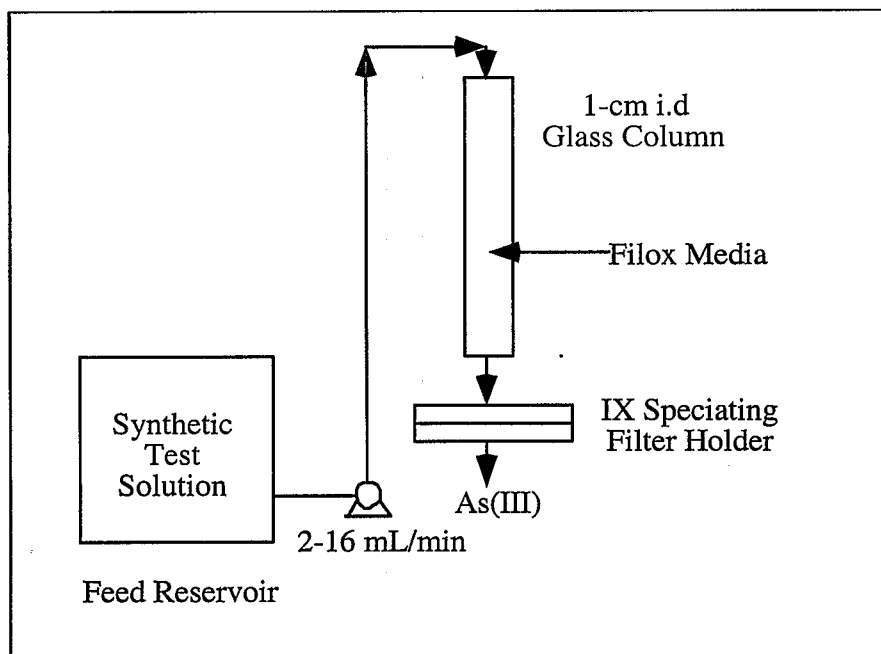 1-cm i.d
Glass Column
Filox Media
IX Speciating
Filter Holder
Synthetic
Test
Solution
As(III)
2-16 mL/min
Feed Reservoir